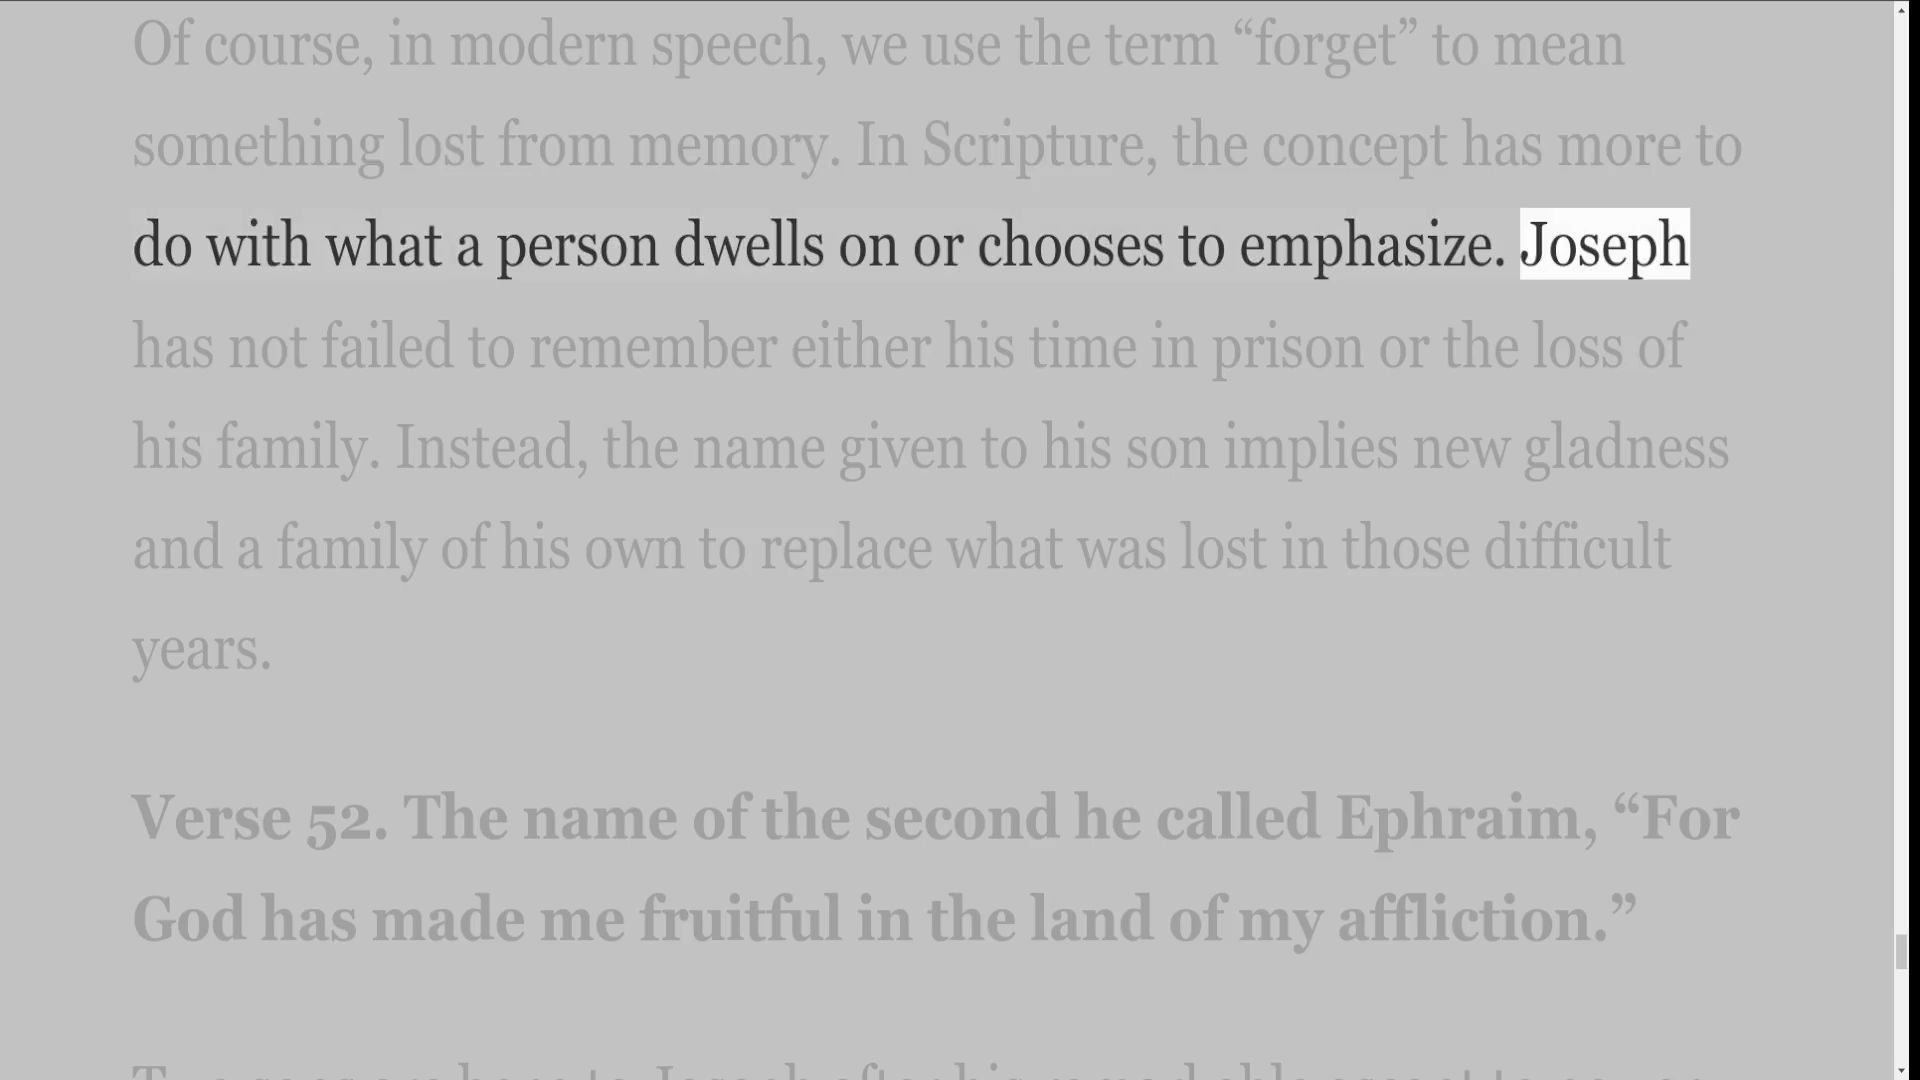 Of course, in modern speech, we use the term “forget” to mean
something lost from memory. In Scripture, the concept has more to
do with what a person dwells on or chooses to emphasize. Joseph
has not failed to remember either his time in prison or the loss of
his family. Instead, the name given to his son implies new gladness
and a family of his own to replace what was lost in those difficult
years.
Verse 52. The name of the second he called Ephraim, “For
God has made me fruitful in the land of my affliction.”